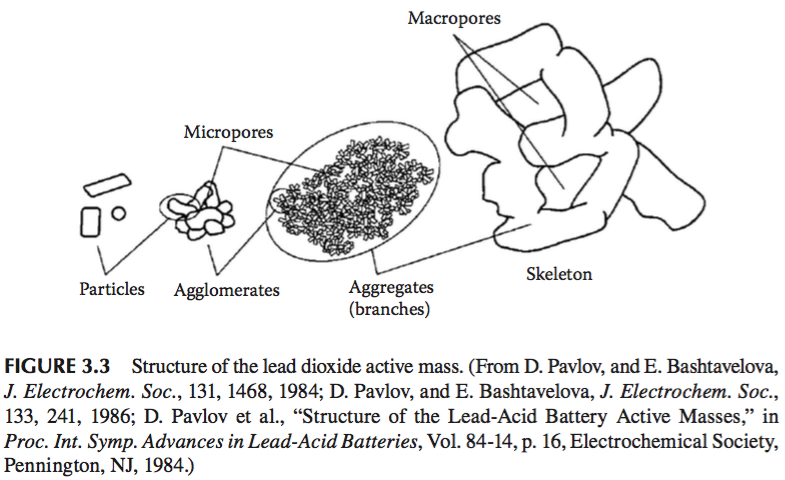 Macropores
Micropores
Particles
Agglomerates
Aggregates
(branches)
Skeleton
FIGURE 3.3 Structure of the lead dioxide active mass. (From D. Pavlov, and E. Bashtavelova,
J. Electrochem. Soc., 131, 1468, 1984; D. Pavlov, and E. Bashtavelova, J. Electrochem. Soc.,
133, 241, 1986; D. Pavlov et al., “Structure of the Lead-Acid Battery Active Masses,” in
Proc. Int. Symp. Advances in Lead-Acid Batteries, Vol. 84-14, p. 16, Electrochemical Society,
Pennington, NJ, 1984.)